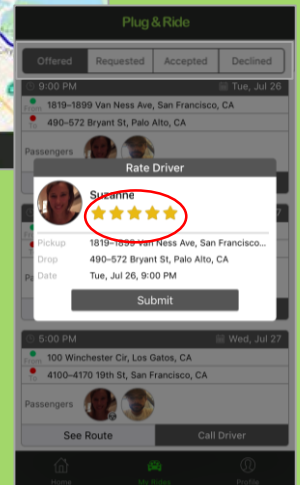 Plug & Ride
Offered Requested Accepted Declined
9:00 PM Tue, Jul 26
From 1819–1899 Van Ness Ave, San Francisco, CA
To 490–572 Bryant St, Palo Alto, CA
Passengers
Rate Driver
Suzanne
Pickup 1819–1899 Van Ness Ave, San Francisco...
Drop 490–572 Bryant St, Palo Alto, CA
Date Tue, Jul 26, 9:00 PM
Submit
5:00 PM Wed, Jul 27
From 100 Winchester Cir, Los Gatos, CA
To 4100–4170 19th St, San Francisco, CA
Passengers
See Route Call Driver
Home My Rides Profile